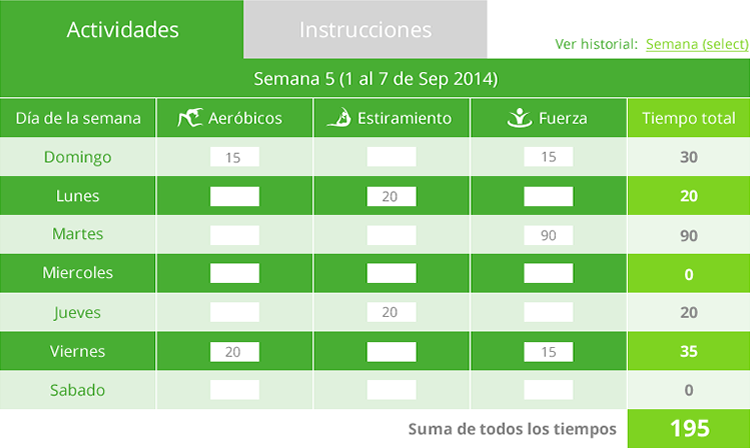 Actividades Instrucciones
Ver historial: Semana (select)
Semana 5 (1 al 7 de Sep 2014)
Día de la semana Aeróbicos Estiramiento Fuerza Tiempo total
Domingo 15 15 30
Lunes 20 20
Martes 90 90
Miercoles 0
Jueves 20 20
Viernes 20 15 35
Sabado 0
Suma de todos los tiempos 195